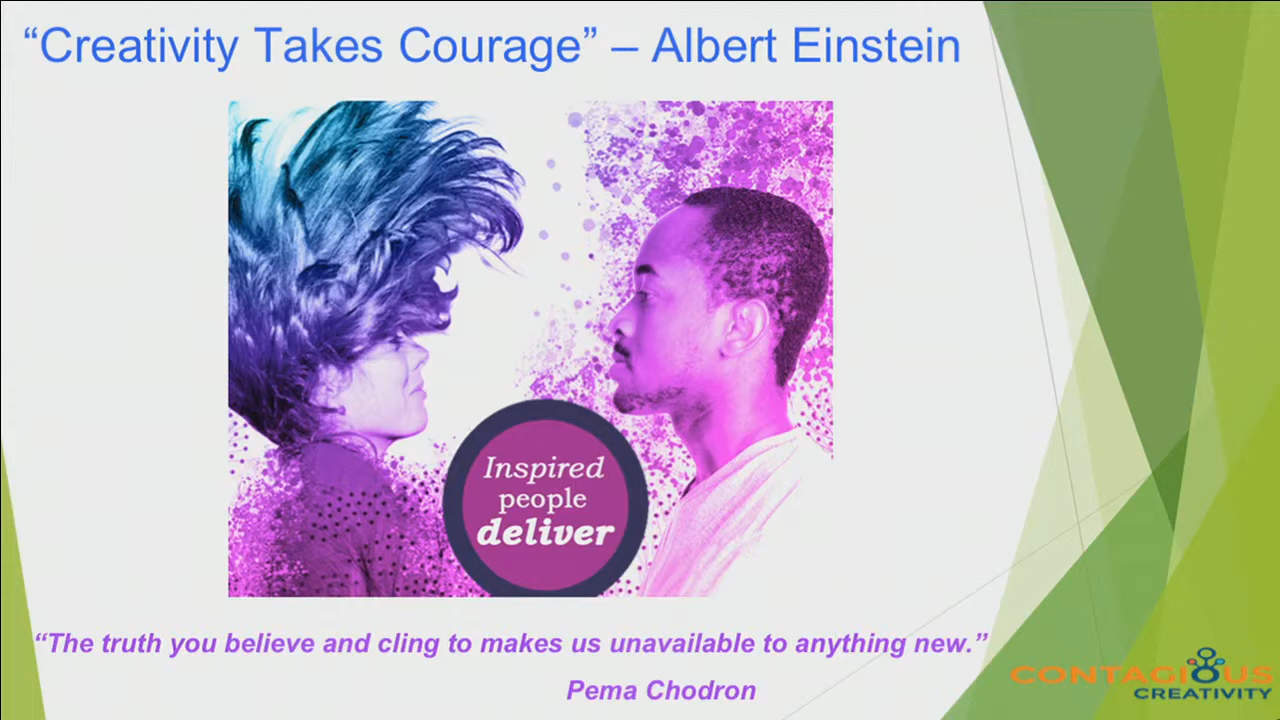 “Creativity Takes Courage” – Albert Einstein
Inspired
people
deliver
“The truth you believe and cling to makes us unavailable to anything new.”
Pema Chodron
CONTAGIOUS
CREATIVITY